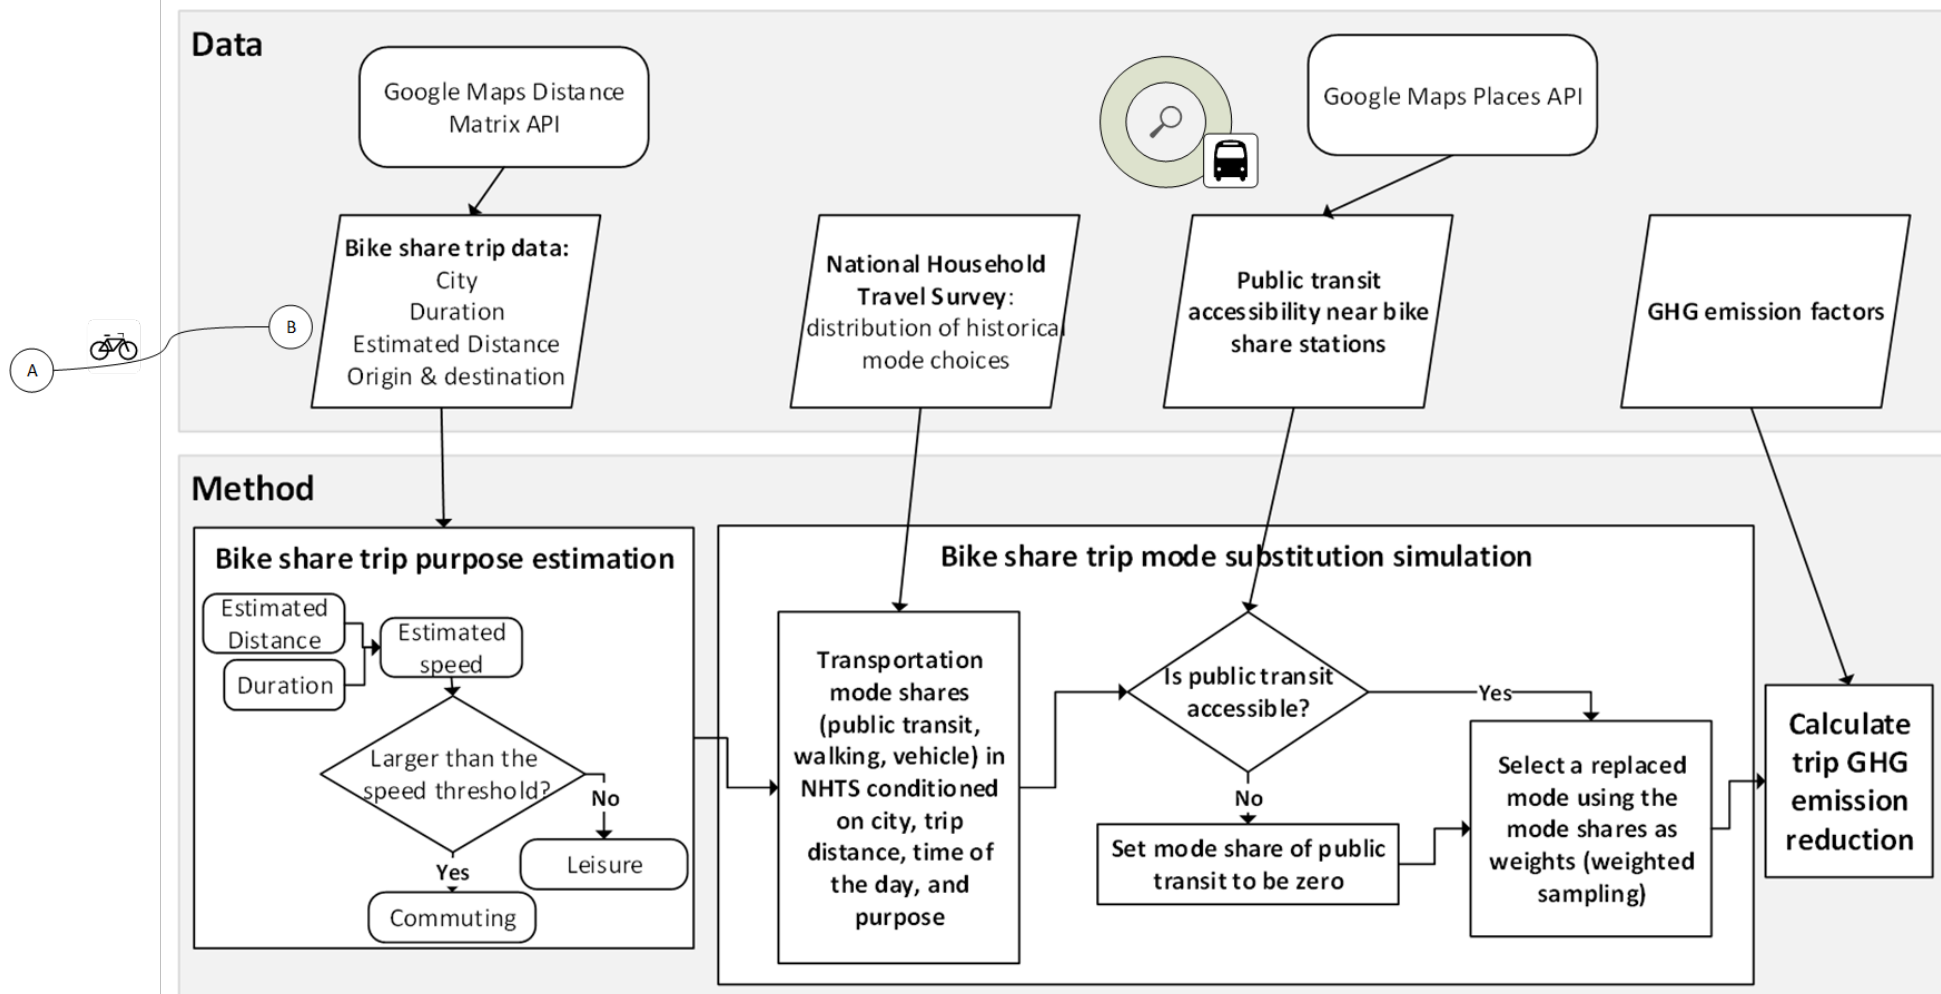 Data
Google Maps Distance
Matrix API
Google Maps Places API
Bike share trip data:
City
Duration
Estimated Distance
Origin & destination
A
B
National Household
Travel Survey:
distribution of historical
mode choices
Public transit
accessibility near bike
share stations
GHG emission factors
Method
Bike share trip purpose estimation
Estimated
Distance
Duration
Estimated
speed
Larger than the
speed threshold?
No
Leisure
Yes
Commuting
Bike share trip mode substitution simulation
Transportation
mode shares
(public transit,
walking, vehicle) in
NHTS conditioned
on city, trip
distance, time of
the day, and
purpose
Is public transit
accessible?
Yes
No
Set mode share of public
transit to be zero
Select a replaced
mode using the
mode shares as
weights (weighted
sampling)
Calculate
trip GHG
emission
reduction